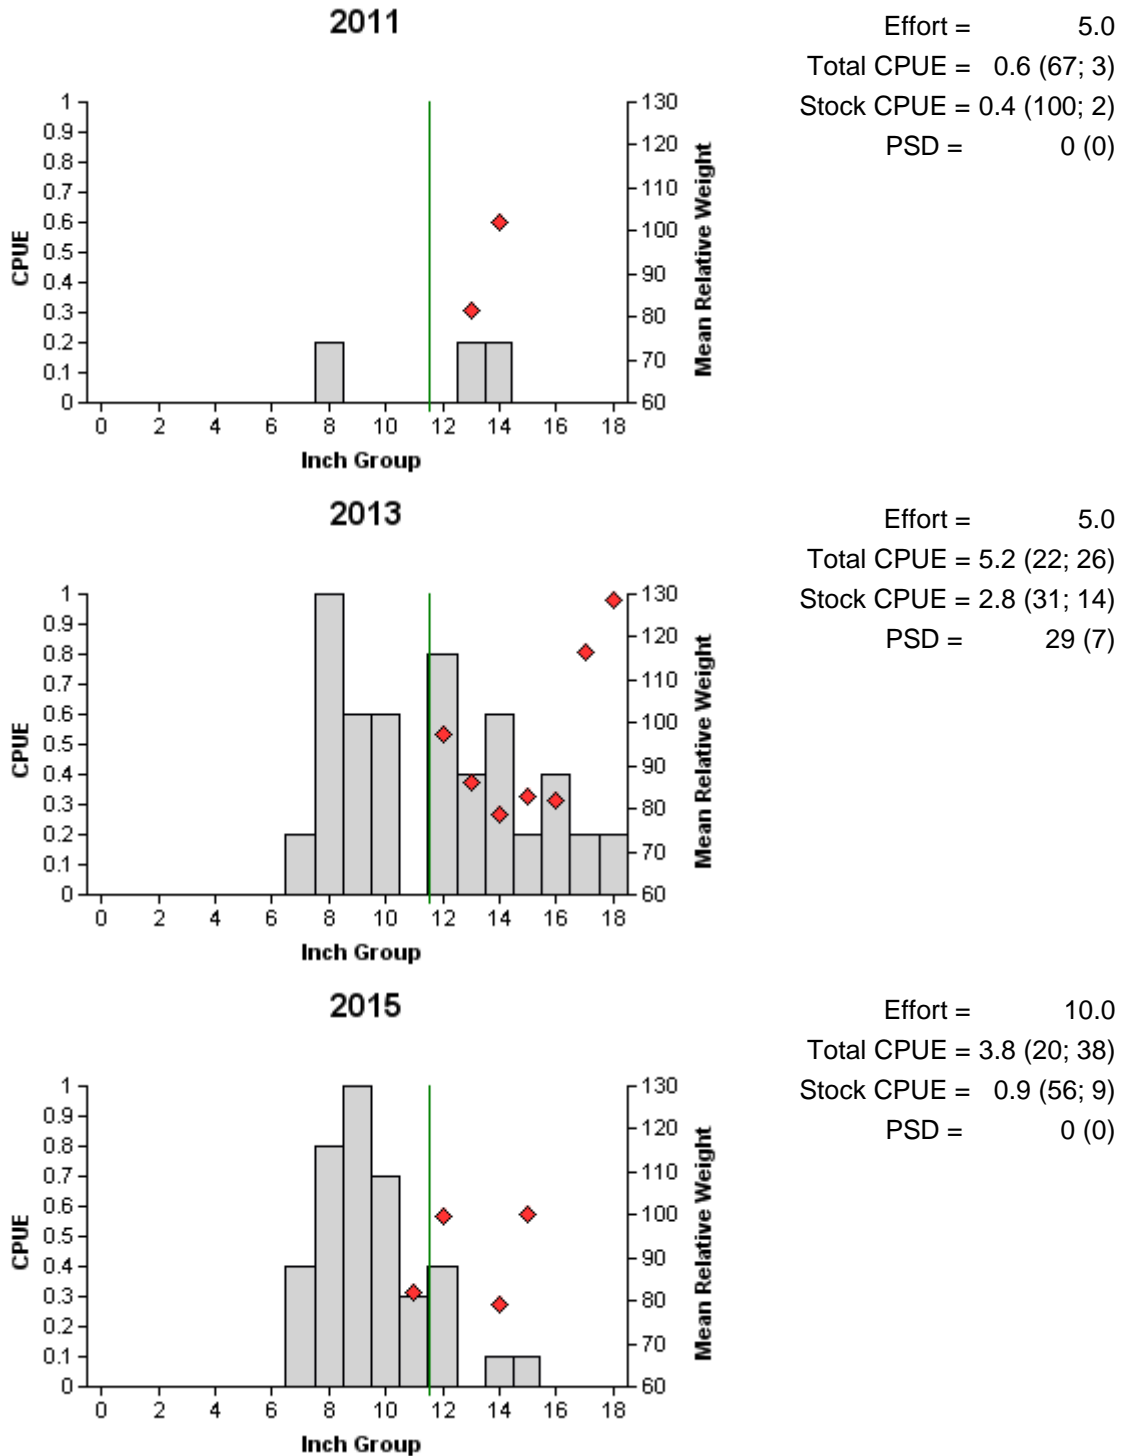 2011
Effort = 5.0
Total CPUE = 0.6 (67; 3)
Stock CPUE = 0.4 (100; 2)
PSD = 0 (0)
1 130
0.9
0.8 120
0.7 110
0.6 100
0.5
0.4 90
0.3 80
0.2
0.1 70
0 60
CPUE
Mean Relative Weight
0 2 4 6 8 10 12 14 16 18
Inch Group
2013
Effort = 5.0
Total CPUE = 5.2 (22; 26)
Stock CPUE = 2.8 (31; 14)
PSD = 29 (7)
1 130
0.9
0.8 120
0.7 110
0.6 100
0.5
0.4 90
0.3 80
0.2
0.1 70
0 60
CPUE
Mean Relative Weight
0 2 4 6 8 10 12 14 16 18
Inch Group
2015
Effort = 10.0
Total CPUE = 3.8 (20; 38)
Stock CPUE = 0.9 (56; 9)
PSD = 0 (0)
1 130
0.9
0.8 120
0.7 110
0.6 100
0.5
0.4 90
0.3 80
0.2
0.1 70
0 60
CPUE
Mean Relative Weight
0 2 4 6 8 10 12 14 16 18
Inch Group